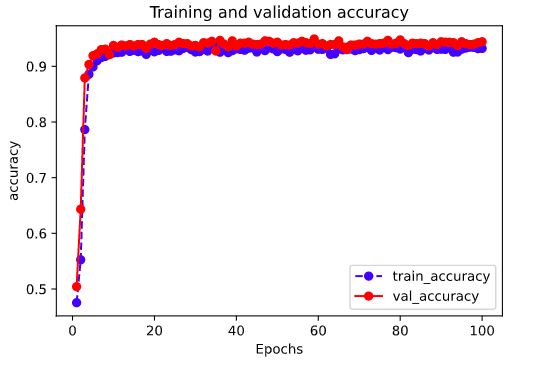 Training and validation accuracy
accuracy
0.9
0.8
0.7
0.6
0.5
train_accuracy
val_accuracy
0 20 40 60 80 100
Epochs